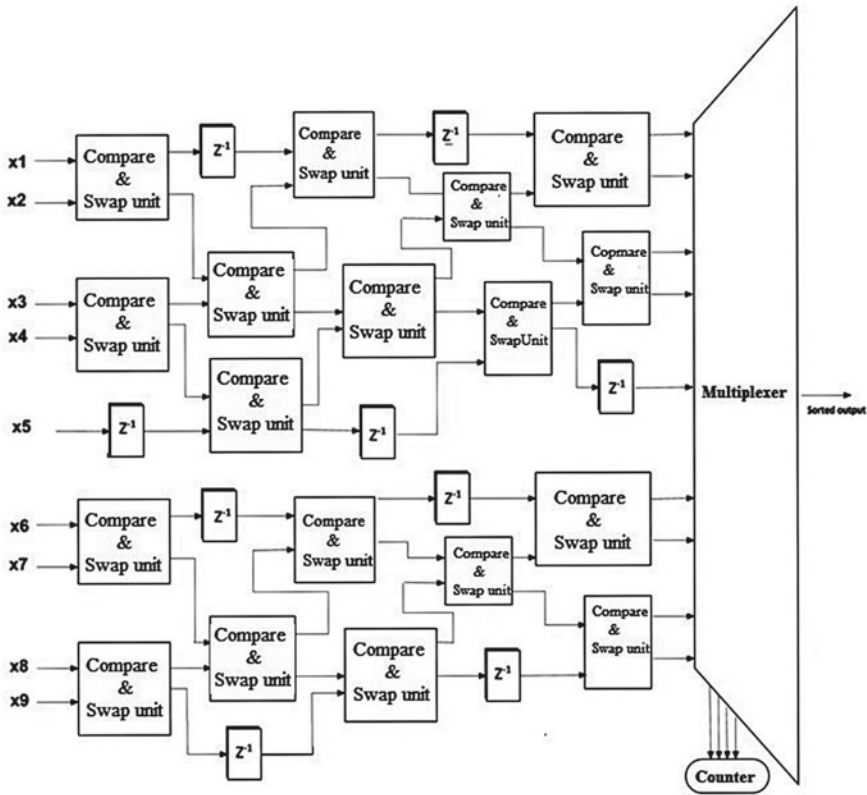 x1
x2
Compare
&
Swap unit
Z-1
Compare
&
Swap unit
Z-1
Compare
&
Swap unit
Compare
&
Swap unit
x3
x4
Compare
&
Swap unit
Compare
&
Swap unit
Compare
&
Swap unit
Compare
&
SwapUnit
Copmare
&
Swap unit
x5
Z-1
Compare
&
Swap unit
Z-1
Z-1
Multiplexer
Sorted output
x6
x7
Compare
&
Swap unit
Z-1
Compare
&
Swap unit
Z-1
Compare
&
Swap unit
Compare
&
Swap unit
x8
x9
Compare
&
Swap unit
Compare
&
Swap unit
Compare
&
Swap unit
Z-1
Compare
&
Swap unit
Z-1
Counter